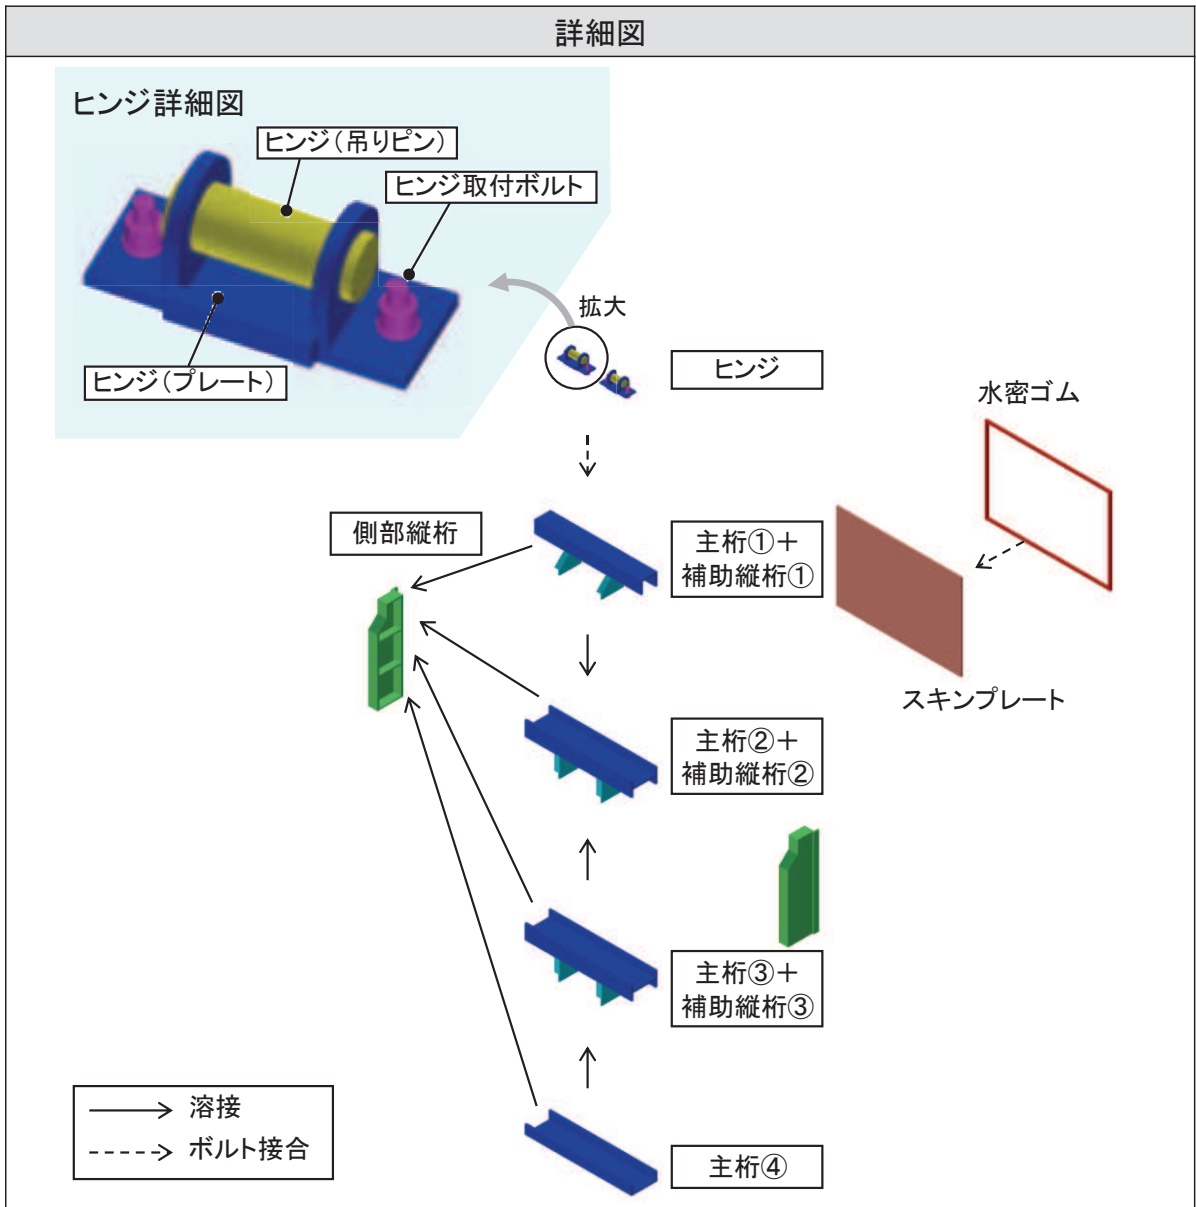 詳細図
ヒンジ詳細図
ヒンジ(吊りピン)
ヒンジ取付ボルト
ヒンジ(プレート)
拡大
ヒンジ
水密ゴム
側部縦桁
主桁①+
補助縦桁①
スキンプレート
主桁②+
補助縦桁②
主桁③+
補助縦桁③
溶接
ボルト接合
主桁④